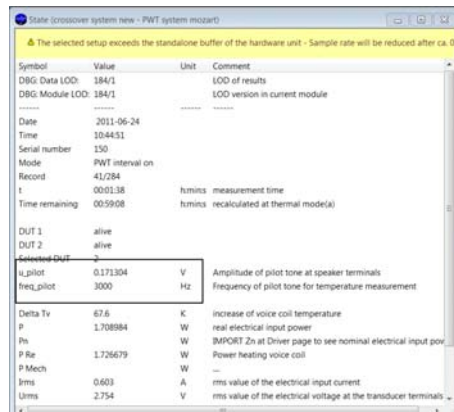 State (crossover system new - PWT system mozart)
The selected setup exceeds the standalone buffer of the hardware unit - Sample rate will be reduced after ca. 0
Symbol Value Unit Comment
DBG: Data LOD: 184/1 LOD of results
DBG: Module LOD: 184/1 LOD version in current module
------ ------ ------ ------
Date 2011-06-24
Time 10:44:51
Serial number 150
Mode PWT interval on
Record 41/284
t 00:01:38 h:mins measurement time
Time remaining 00:59:08 h:mins recalculated at thermal mode(a)
DUT 1 alive
DUT 2 alive
Selected DUT 2
u_pilot 0.171304 V Amplitude of pilot tone at speaker terminals
freq_pilot 3000 Hz Frequency of pilot tone for temperature measurement
Delta Tv 67.6 K increase of voice coil temperature
P 1.708984 W real electrical input power
Pn W IMPORT Zn at Driver page to see nominal electrical input pow
P Re 1.726679 W Power heating voice coil
P Mech W ...
Irms 0.603 A rms value of the electrical input current
Urms 2.754 V rms value of the electrical voltage at the transducer terminals